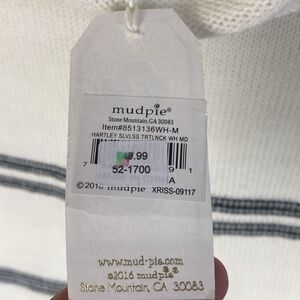 mudpie®
Stone Mountain, GA 30083
Item#8513136WH-M
HARTLEY SLVLSS TRTLNCK WH MD
.99
52-1700
7
9 1
A
©2016 mudpie XRISS-09117
www.mud-pie.com
©2016 mudpie®
Stone Mountain, GA 30083